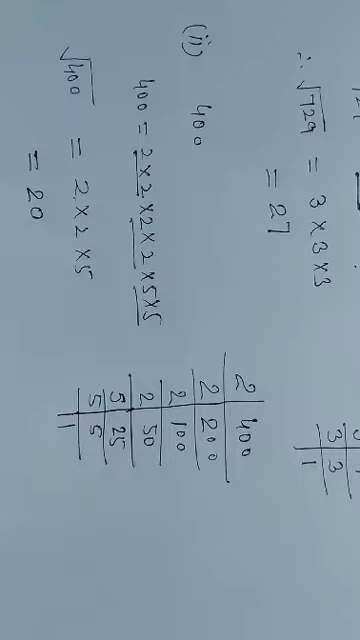 ∴ √729 = 3 × 3 × 3
= 27
(ii) 400
400 = 2 × 2 × 2 × 2 × 5 × 5
√400 = 2 × 2 × 5
= 20
3 3
1
2 400
2 200
2 100
2 50
5 25
5 5
1